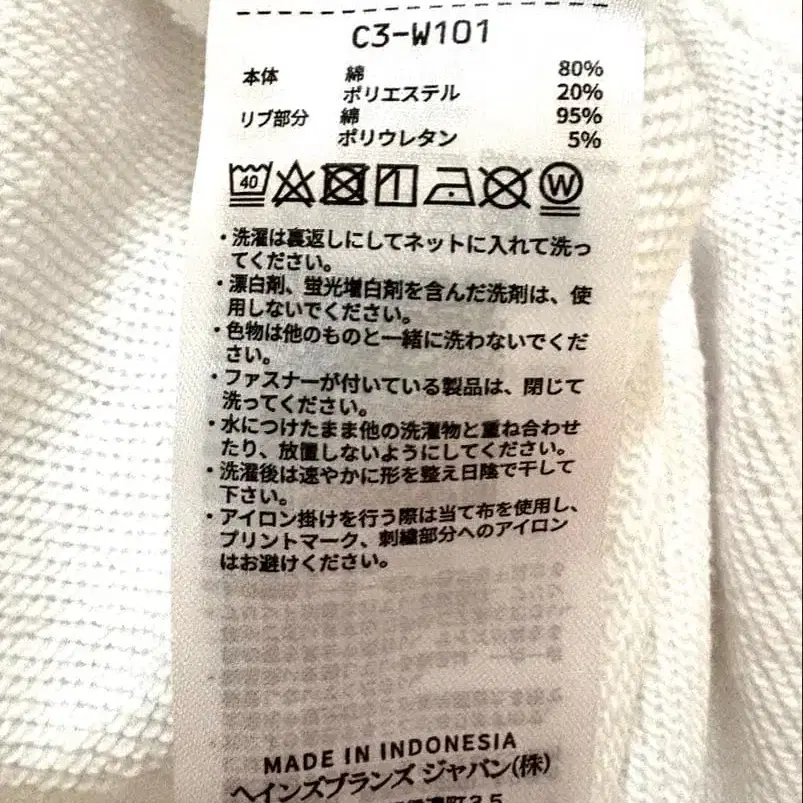 C3-W101
本体 綿 80%
ポリエステル 20%
リブ部分 綿 95%
ポリウレタン 5%
40 W
・洗濯は裏返しにしてネットに入れて洗っ
てください。
・漂白剤、蛍光増白剤を含んだ洗剤は、使
用しないでください。
・色物は他のものと一緒に洗わないでくだ
さい。
・ファスナーが付いている製品は、閉じて
洗ってください。
・水につけたまま他の洗濯物と重ね合わせ
たり、放置しないようにしてください。
・洗濯後は速やかに形を整え日陰で干して
下さい。
・アイロン掛けを行う際は当て布を使用し、
プリントマーク、刺繍部分へのアイロン
はお避けください。
MADE IN INDONESIA
ヘインズブランズ ジャパン(株)